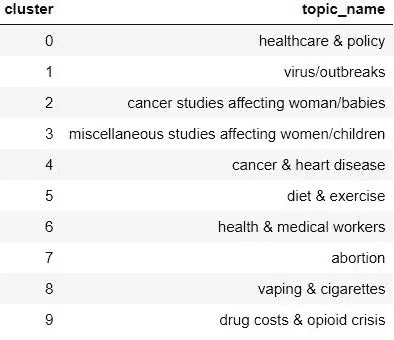 cluster topic_name
0 healthcare & policy
1 virus/outbreaks
2 cancer studies affecting woman/babies
3 miscellaneous studies affecting women/children
4 cancer & heart disease
5 diet & exercise
6 health & medical workers
7 abortion
8 vaping & cigarettes
9 drug costs & opioid crisis